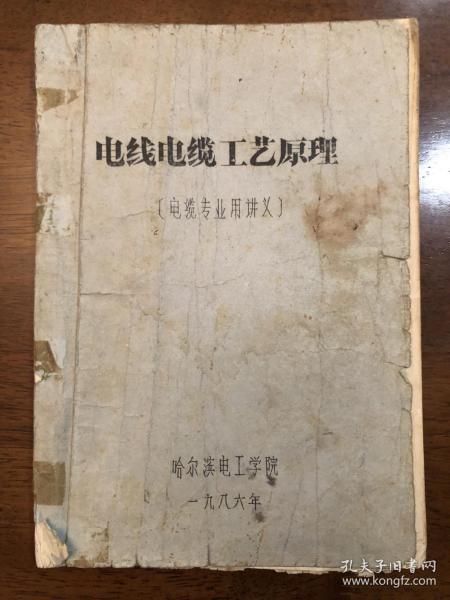 电线电缆工艺原理
〔电缆专业用讲义〕
哈尔滨电工学院
一九八六年
孔夫子旧书网
www.kongfz.com